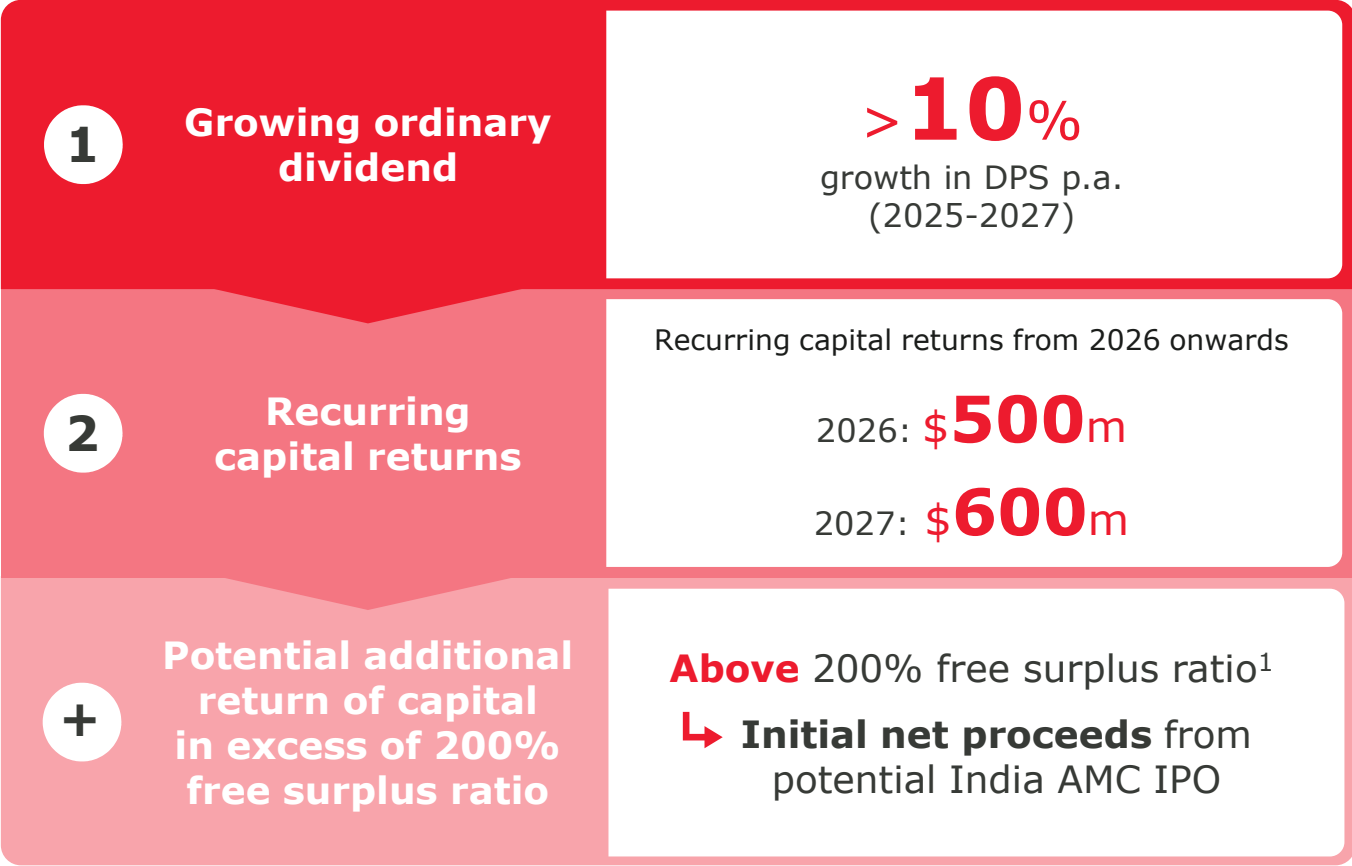 1
Growing ordinary
dividend
>10%
growth in DPS p.a.
(2025-2027)
2
Recurring
capital returns
Recurring capital returns from 2026 onwards
2026: $500m
2027: $600m
+
Potential additional
return of capital
in excess of 200%
free surplus ratio
Above 200% free surplus ratio¹
Initial net proceeds from
potential India AMC IPO